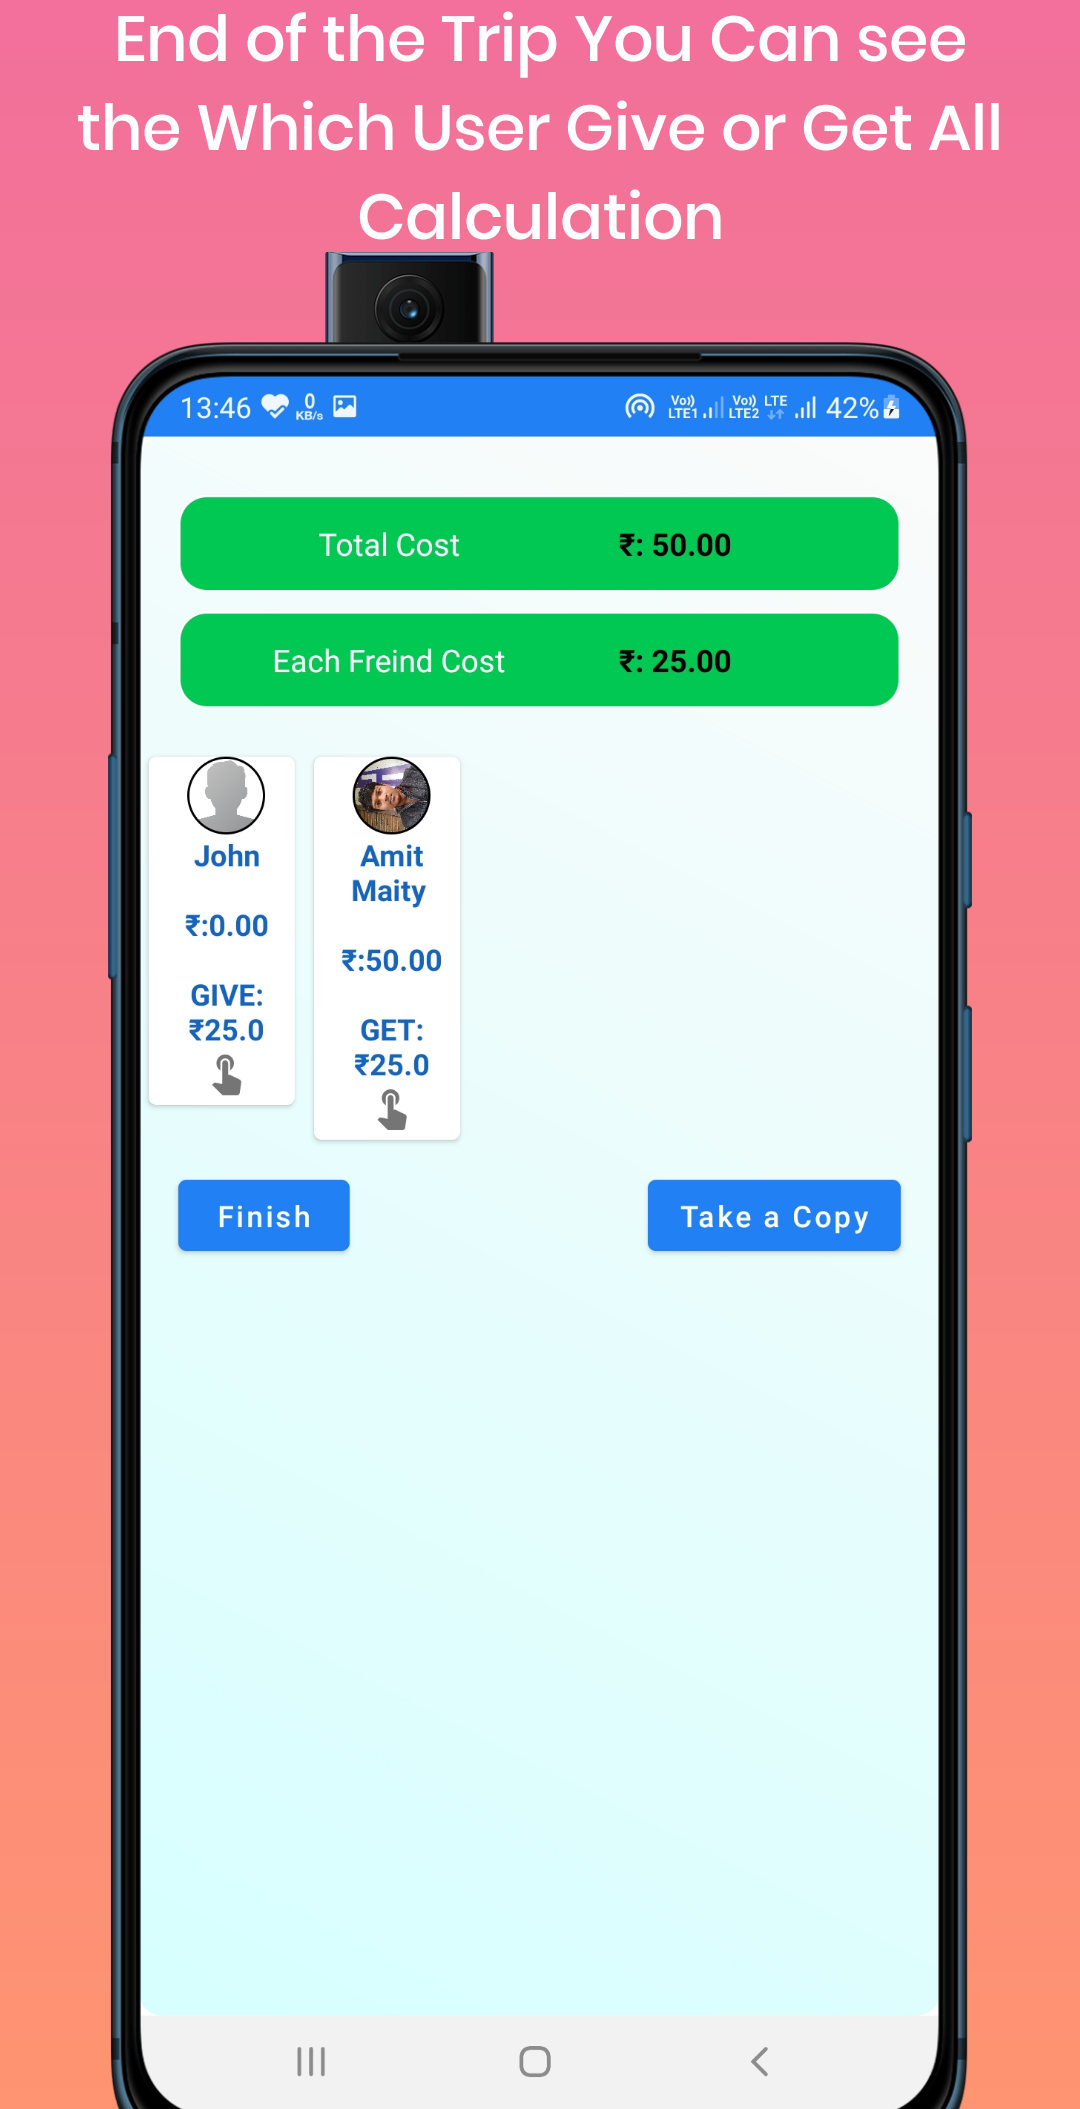 End of the Trip You Can see
the Which User Give or Get All
Calculation
13:46 0 KB/s Vo)) LTE1 Vo)) LTE2 LTE 42%
Total Cost ₹: 50.00
Each Freind Cost ₹: 25.00
John
₹:0.00
GIVE:
₹25.0
Amit
Maity
₹:50.00
GET:
₹25.0
Finish
Take a Copy